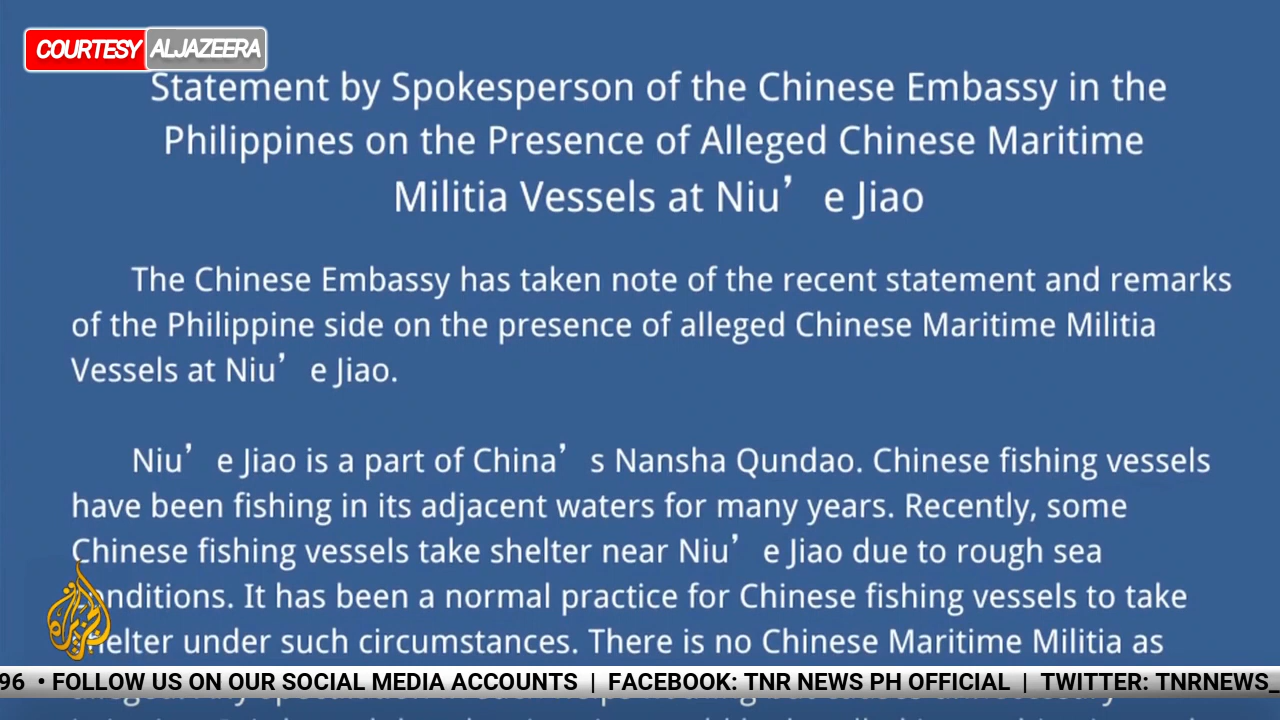 COURTESY ALJAZEERA
Statement by Spokesperson of the Chinese Embassy in the
Philippines on the Presence of Alleged Chinese Maritime
Militia Vessels at Niu’ e Jiao
The Chinese Embassy has taken note of the recent statement and remarks
of the Philippine side on the presence of alleged Chinese Maritime Militia
Vessels at Niu’ e Jiao.
Niu’ e Jiao is a part of China’ s Nansha Qundao. Chinese fishing vessels
have been fishing in its adjacent waters for many years. Recently, some
Chinese fishing vessels take shelter near Niu’ e Jiao due to rough sea
conditions. It has been a normal practice for Chinese fishing vessels to take
shelter under such circumstances. There is no Chinese Maritime Militia as
96 • FOLLOW US ON OUR SOCIAL MEDIA ACCOUNTS | FACEBOOK: TNR NEWS PH OFFICIAL | TWITTER: TNRNEWS_